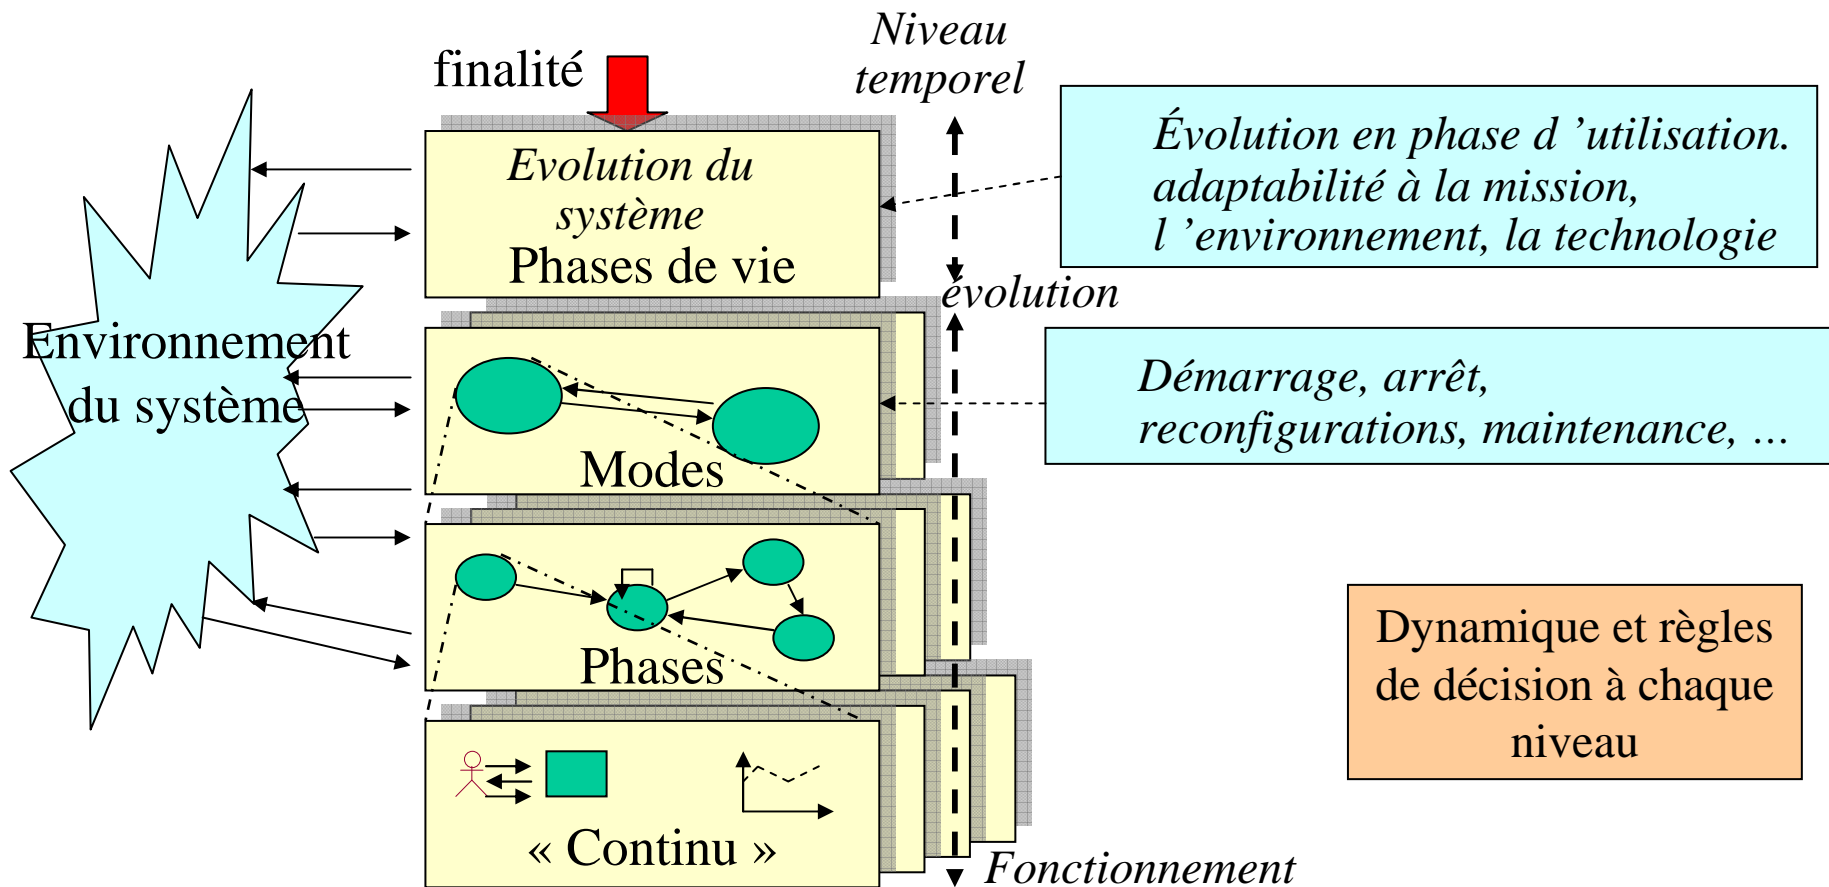 Niveau
temporel
finalité
Evolution du
système
Phases de vie
Évolution en phase d ’utilisation.
adaptabilité à la mission,
l ’environnement, la technologie
évolution
Environnement
du système
Modes
Démarrage, arrêt,
reconfigurations, maintenance, ...
Phases
Dynamique et règles
de décision à chaque
niveau
« Continu »
Fonctionnement